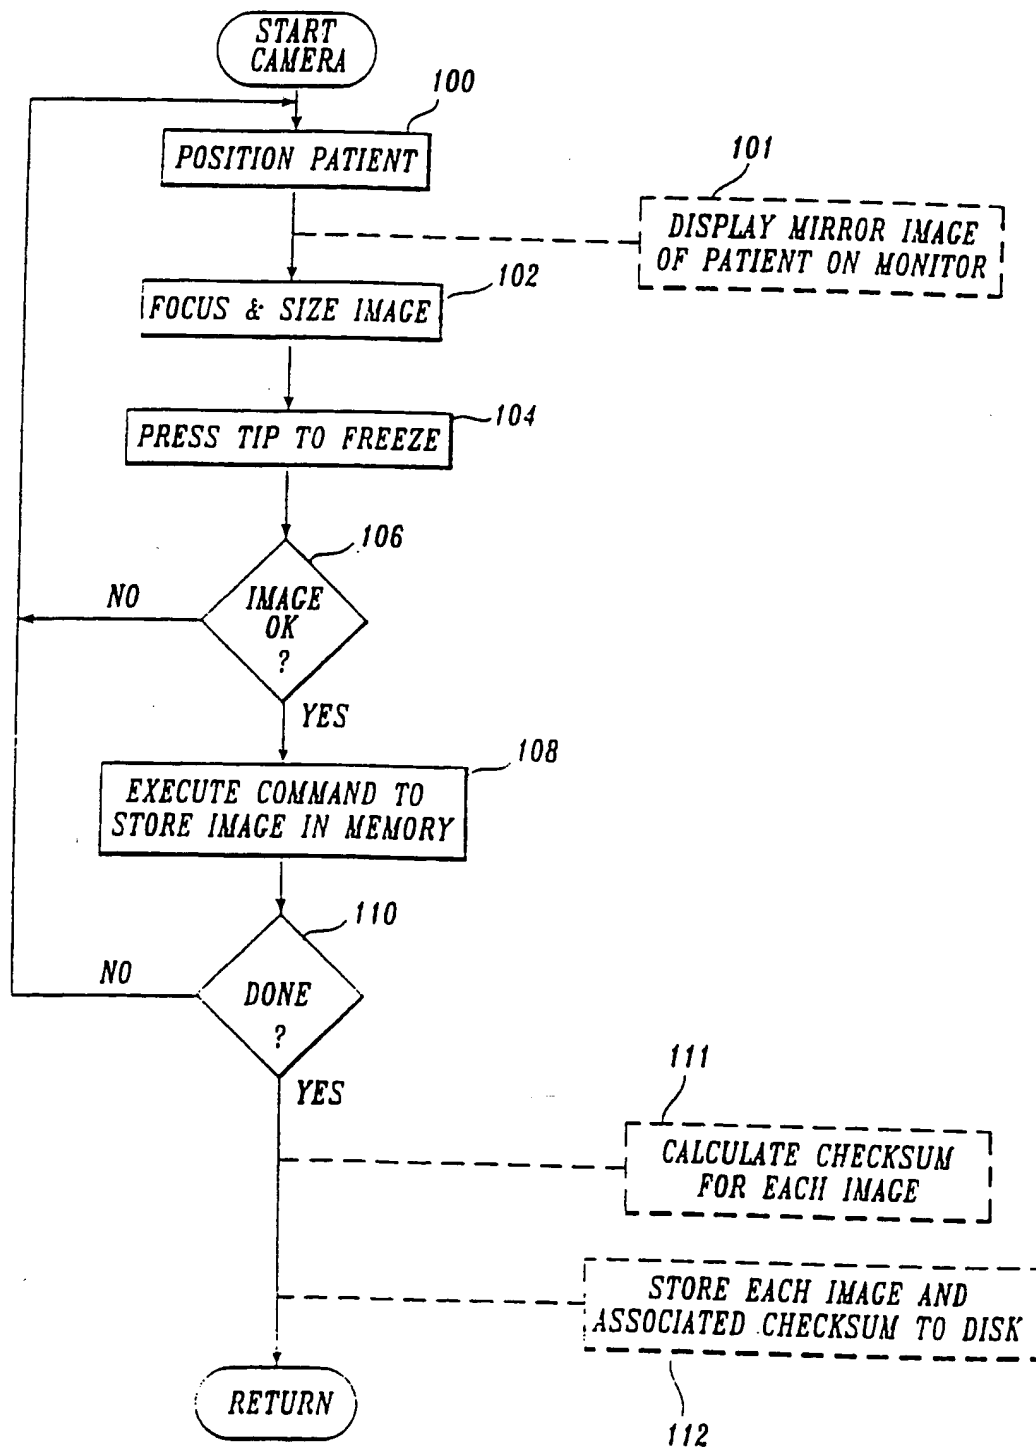 START
CAMERA
100
POSITION PATIENT
101
DISPLAY MIRROR IMAGE
OF PATIENT ON MONITOR
102
FOCUS & SIZE IMAGE
104
PRESS TIP TO FREEZE
106
IMAGE
OK
?
NO
YES
108
EXECUTE COMMAND TO
STORE IMAGE IN MEMORY
110
DONE
?
NO
YES
111
CALCULATE CHECKSUM
FOR EACH IMAGE
STORE EACH IMAGE AND
ASSOCIATED CHECKSUM TO DISK
112
RETURN